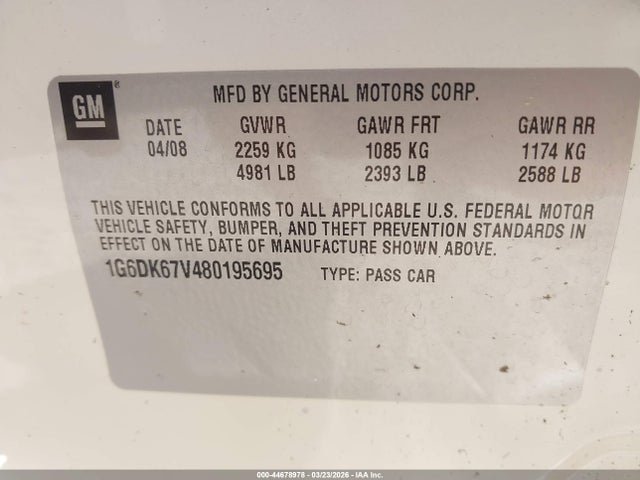 GM ®
MFD BY GENERAL MOTORS CORP.
DATE GVWR GAWR FRT GAWR RR
04/08 2259 KG 1085 KG 1174 KG
4981 LB 2393 LB 2588 LB
THIS VEHICLE CONFORMS TO ALL APPLICABLE U.S. FEDERAL MOTOR
VEHICLE SAFETY, BUMPER, AND THEFT PREVENTION STANDARDS IN
EFFECT ON THE DATE OF MANUFACTURE SHOWN ABOVE.
1G6DK67V480195695 TYPE: PASS CAR
000-44678978 - 03/23/2026 - IAA Inc.